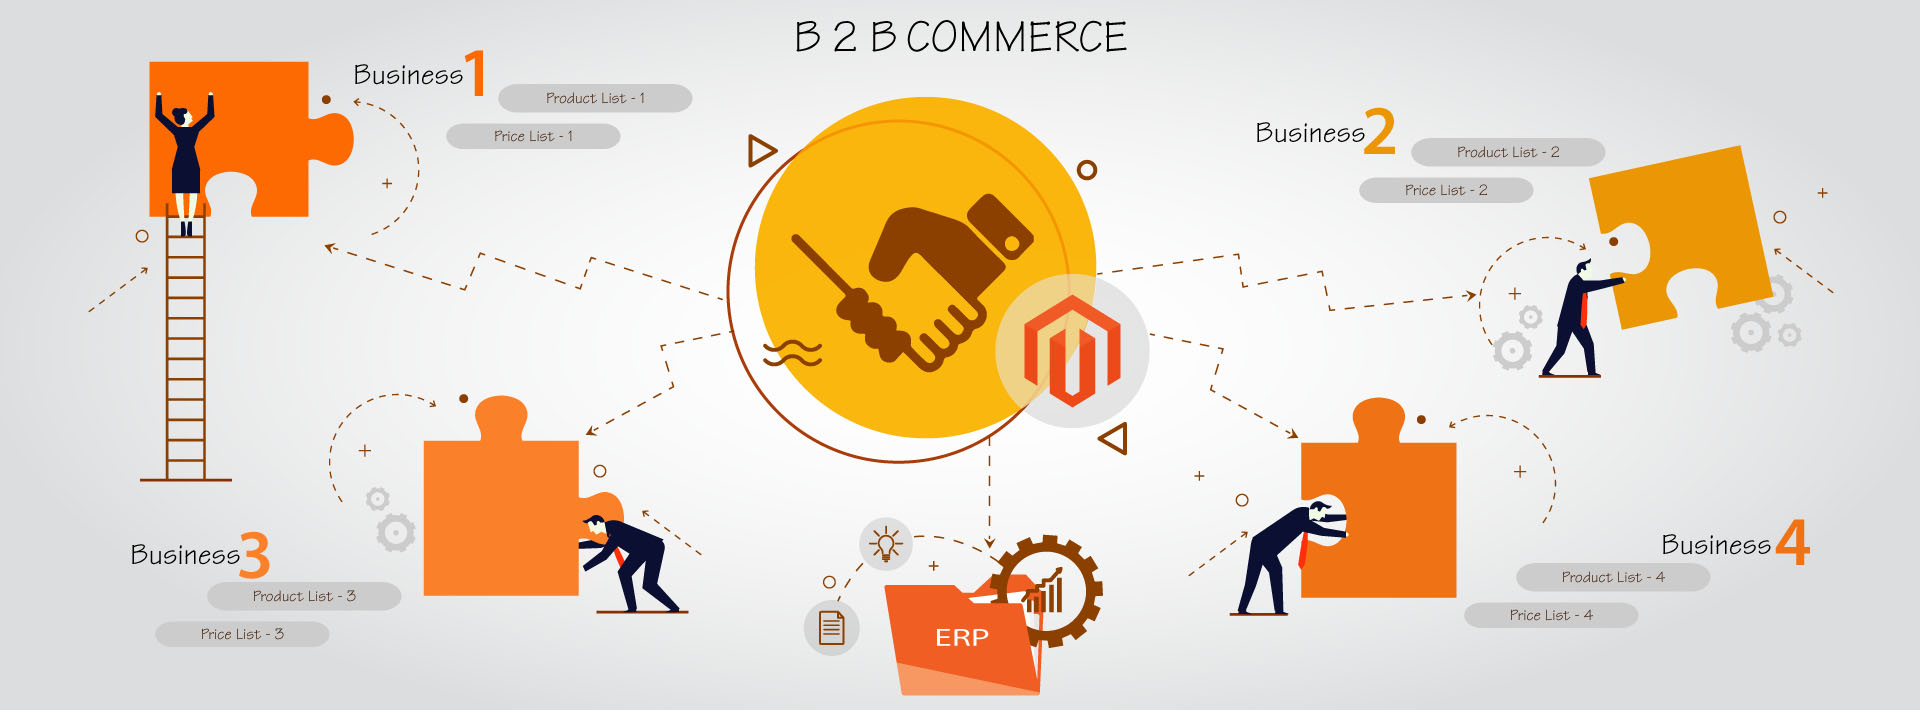 B 2 B COMMERCE
Business 1
Product List - 1
Price List - 1
Business 2
Product List - 2
Price List - 2
Business 3
Product List - 3
Price List - 3
Business 4
Product List - 4
Price List - 4
ERP